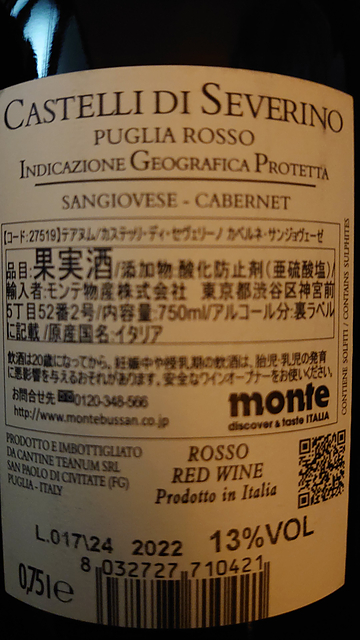 CASTELLI DI SEVERINO
PUGLIA ROSSO
INDICAZIONE GEOGRAFICA PROTETTA
SANGIOVESE - CABERNET
【コード:27519】テアヌム/カステッリ・ディ・セヴェリーノ カベルネ・サンジョヴェーゼ
品目:果実酒/添加物:酸化防止剤(亜硫酸塩)/
輸入者:モンテ物産株式会社 東京都渋谷区神宮前
5丁目52番2号/内容量:750ml/アルコール分:裏ラベル
に記載/原産国名:イタリア
飲酒は20歳になってから。妊娠中や授乳期の飲酒は、胎児・乳児の発育
に悪影響を与えるおそれがあります。安全なワインオープナーをお使いください。
お問合せ先 0120-348-566
http://www.montebussan.co.jp
monte
discover & taste ITALIA
CONTIENE SOLFITI / CONTAINS SULPHITES
PRODOTTO E IMBOTTIGLIATO
DA CANTINE TEANUM SRL
SAN PAOLO DI CIVITATE (FG)
PUGLIA - ITALY
ROSSO
RED WINE
Prodotto in Italia
L.017\24 2022 13%VOL
0,75l e
8 032727 710421